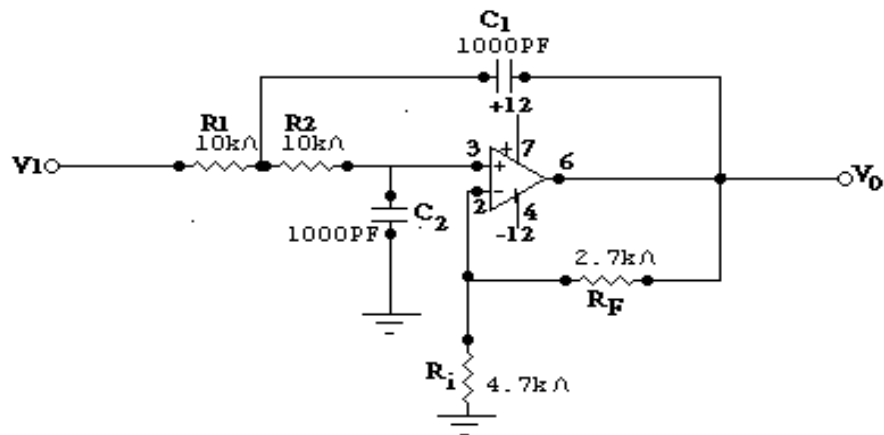 C1
1000PF
+12
R1
R2
10kΩ
10kΩ
V1
3
+
7
6
+
V0
2
-
4
C2
-12
1000PF
2.7kΩ
RF
Ri
4.7kΩ